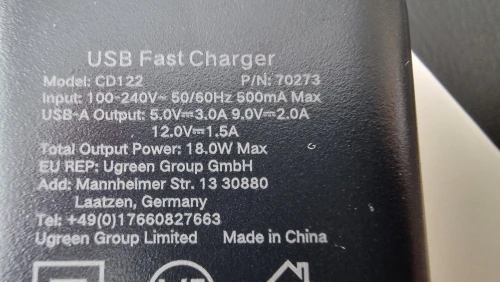 USB Fast Charger
Model: CD122 P/N: 70273
Input: 100-240V~ 50/60Hz 500mA Max
USB-A Output: 5.0V⎓3.0A 9.0V⎓2.0A
12.0V⎓1.5A
Total Output Power: 18.0W Max
EU REP: Ugreen Group GmbH
Add: Mannheimer Str. 13 30880
Laatzen, Germany
Tel: +49(0)17660827663
Ugreen Group Limited Made in China